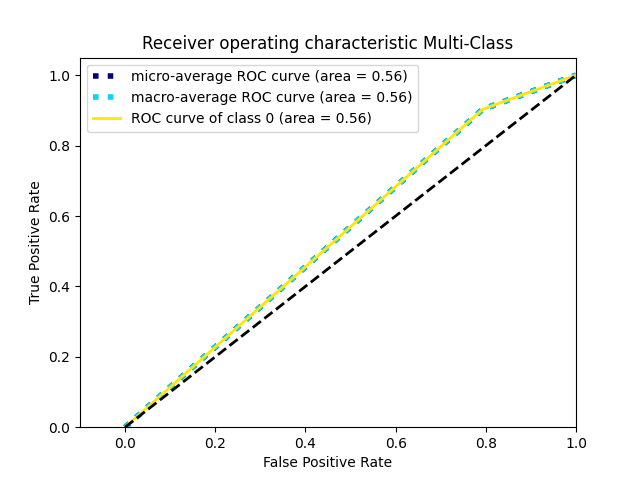 Receiver operating characteristic Multi-Class
micro-average ROC curve (area = 0.56)
macro-average ROC curve (area = 0.56)
ROC curve of class 0 (area = 0.56)
1.0
0.8
0.6
0.4
0.2
0.0
True Positive Rate
0.0 0.2 0.4 0.6 0.8 1.0
False Positive Rate